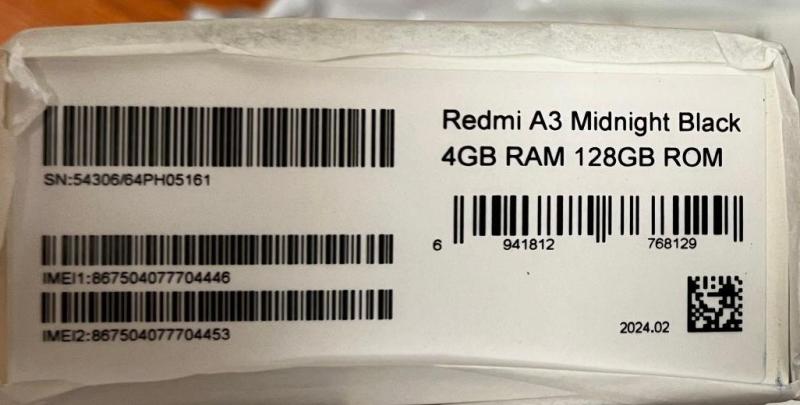 Redmi A3 Midnight Black
4GB RAM 128GB ROM
SN:54306/64PH05161
6 941812 768129
IMEI1:867504077704446
IMEI2:867504077704453
2024.02